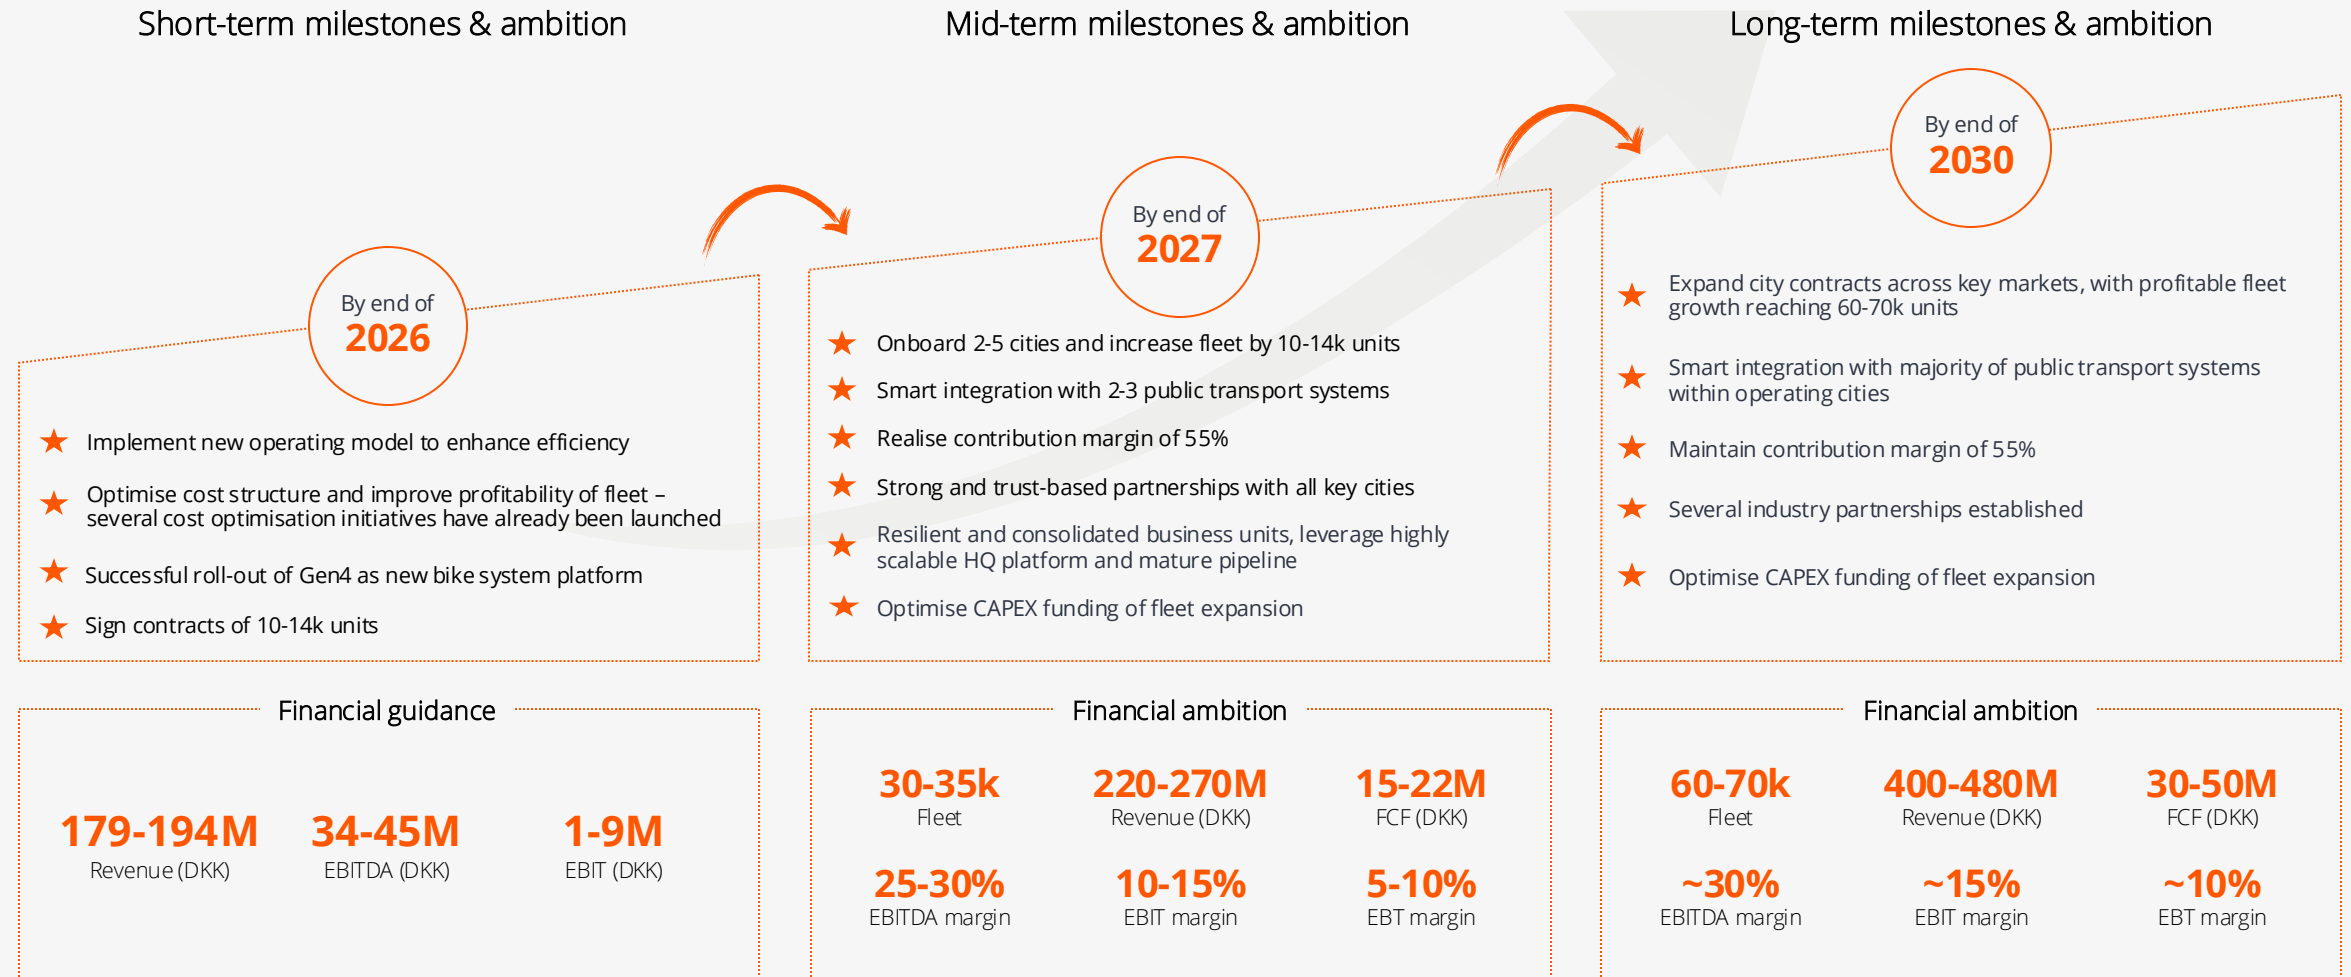 Short-term milestones & ambition
By end of
2026
Implement new operating model to enhance efficiency
Optimise cost structure and improve profitability of fleet –
several cost optimisation initiatives have already been launched
Successful roll-out of Gen4 as new bike system platform
Sign contracts of 10-14k units
Financial guidance
179-194M
Revenue (DKK)
34-45M
EBITDA (DKK)
1-9M
EBIT (DKK)
Mid-term milestones & ambition
By end of
2027
Onboard 2-5 cities and increase fleet by 10-14k units
Smart integration with 2-3 public transport systems
Realise contribution margin of 55%
Strong and trust-based partnerships with all key cities
Resilient and consolidated business units, leverage highly
scalable HQ platform and mature pipeline
Optimise CAPEX funding of fleet expansion
Financial ambition
30-35k
Fleet
220-270M
Revenue (DKK)
15-22M
FCF (DKK)
25-30%
EBITDA margin
10-15%
EBIT margin
5-10%
EBT margin
Long-term milestones & ambition
By end of
2030
Expand city contracts across key markets, with profitable fleet
growth reaching 60-70k units
Smart integration with majority of public transport systems
within operating cities
Maintain contribution margin of 55%
Several industry partnerships established
Optimise CAPEX funding of fleet expansion
Financial ambition
60-70k
Fleet
400-480M
Revenue (DKK)
30-50M
FCF (DKK)
~30%
EBITDA margin
~15%
EBIT margin
~10%
EBT margin